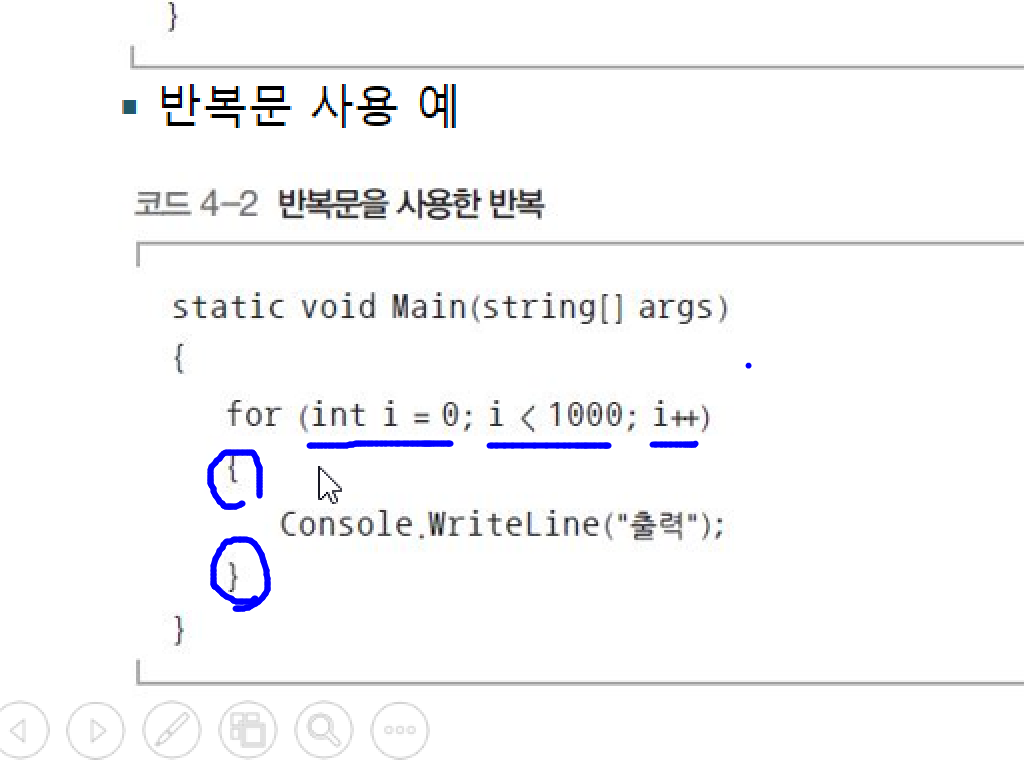 }
▪ 반복문 사용 예
코드 4-2 반복문을 사용한 반복
static void Main(string[] args)
{
for (int i = 0; i < 1000; i++)
{
Console.WriteLine("출력");
}
}